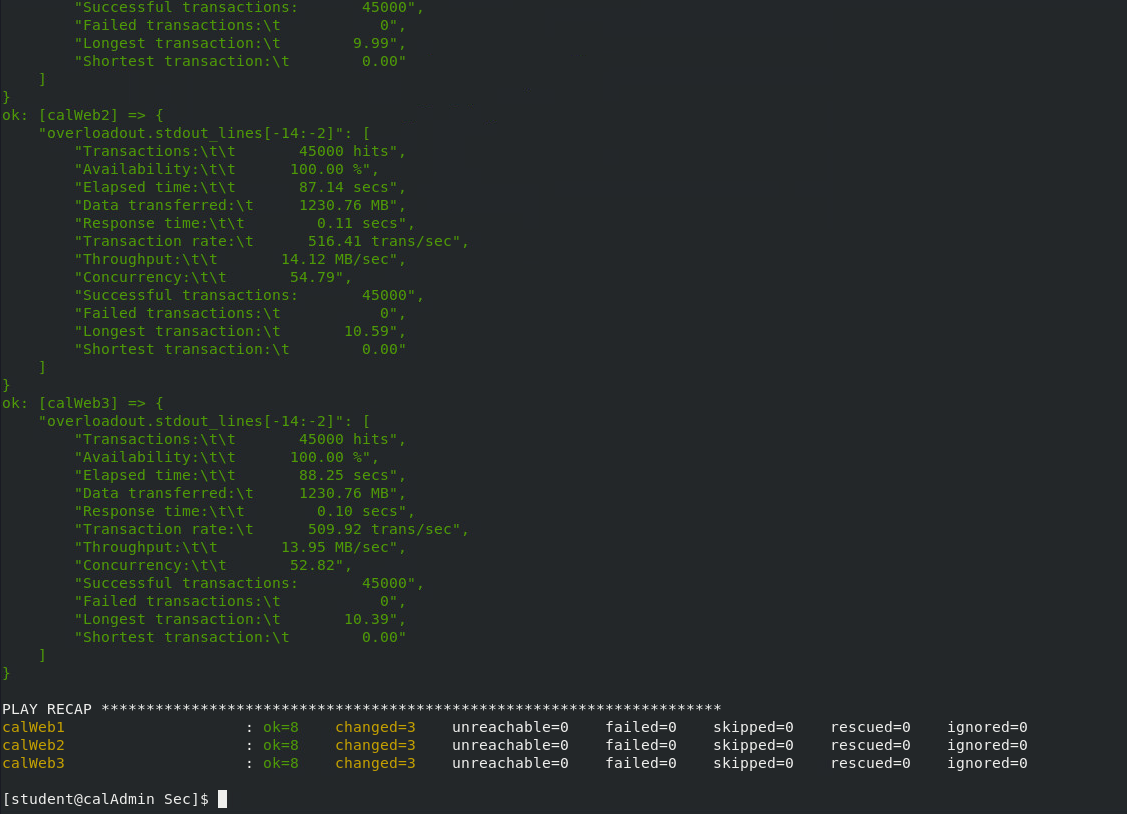 "Successful transactions:       45000",
        "Failed transactions:\t           0",
        "Longest transaction:\t        9.99",
        "Shortest transaction:\t        0.00"
    ]
}
ok: [calWeb2] => {
    "overloadout.stdout_lines[-14:-2]": [
        "Transactions:\t\t       45000 hits",
        "Availability:\t\t      100.00 %",
        "Elapsed time:\t\t       87.14 secs",
        "Data transferred:\t     1230.76 MB",
        "Response time:\t\t        0.11 secs",
        "Transaction rate:\t      516.41 trans/sec",
        "Throughput:\t\t       14.12 MB/sec",
        "Concurrency:\t\t       54.79",
        "Successful transactions:       45000",
        "Failed transactions:\t           0",
        "Longest transaction:\t       10.59",
        "Shortest transaction:\t        0.00"
    ]
}
ok: [calWeb3] => {
    "overloadout.stdout_lines[-14:-2]": [
        "Transactions:\t\t       45000 hits",
        "Availability:\t\t      100.00 %",
        "Elapsed time:\t\t       88.25 secs",
        "Data transferred:\t     1230.76 MB",
        "Response time:\t\t        0.10 secs",
        "Transaction rate:\t      509.92 trans/sec",
        "Throughput:\t\t       13.95 MB/sec",
        "Concurrency:\t\t       52.82",
        "Successful transactions:       45000",
        "Failed transactions:\t           0",
        "Longest transaction:\t       10.39",
        "Shortest transaction:\t        0.00"
    ]
}
PLAY RECAP *********************************************************************
calWeb1                    : ok=8    changed=3    unreachable=0    failed=0    skipped=0    rescued=0    ignored=0
calWeb2                    : ok=8    changed=3    unreachable=0    failed=0    skipped=0    rescued=0    ignored=0
calWeb3                    : ok=8    changed=3    unreachable=0    failed=0    skipped=0    rescued=0    ignored=0
[student@calAdmin Sec]$